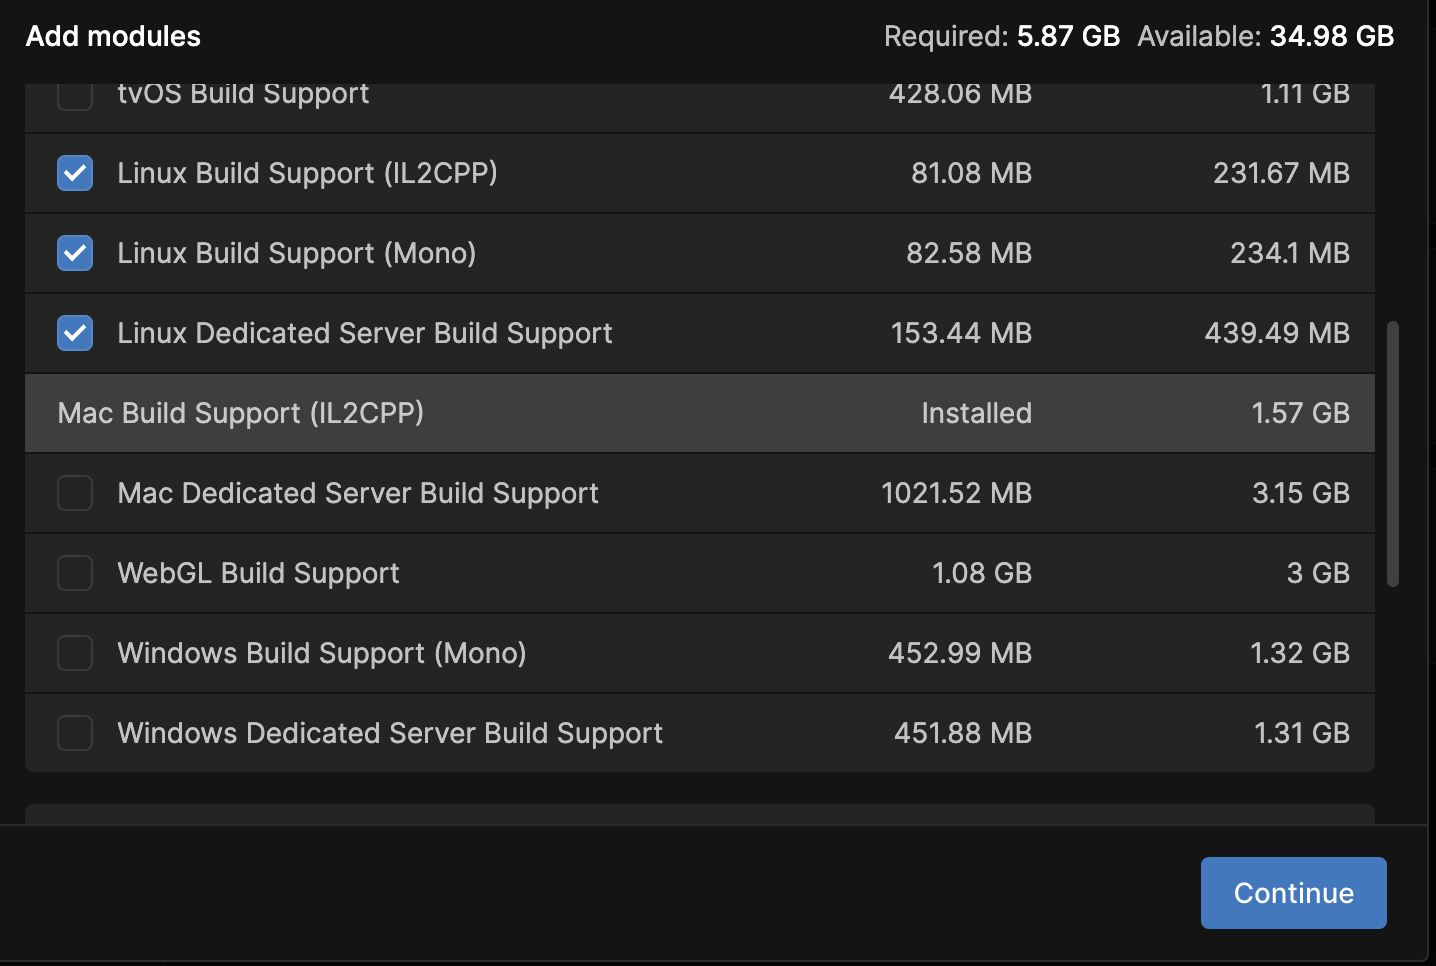 Add modules Required: 5.87 GB Available: 34.98 GB
tvOS Build Support 428.06 MB 1.11 GB
Linux Build Support (IL2CPP) 81.08 MB 231.67 MB
Linux Build Support (Mono) 82.58 MB 234.1 MB
Linux Dedicated Server Build Support 153.44 MB 439.49 MB
Mac Build Support (IL2CPP) Installed 1.57 GB
Mac Dedicated Server Build Support 1021.52 MB 3.15 GB
WebGL Build Support 1.08 GB 3 GB
Windows Build Support (Mono) 452.99 MB 1.32 GB
Windows Dedicated Server Build Support 451.88 MB 1.31 GB
Continue